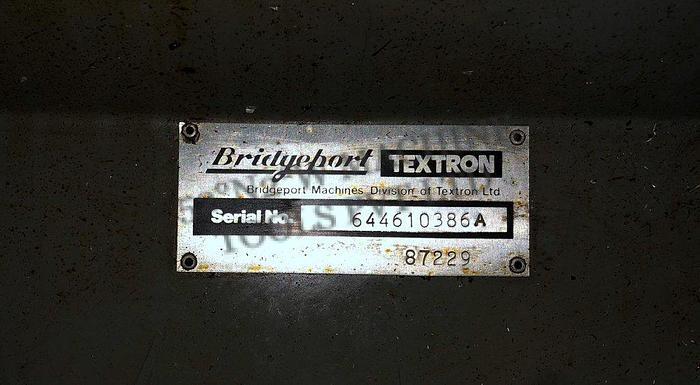 Bridgeport TEXTRON
Bridgeport Machines Division of Textron Ltd
Serial No. 644610386A
87229